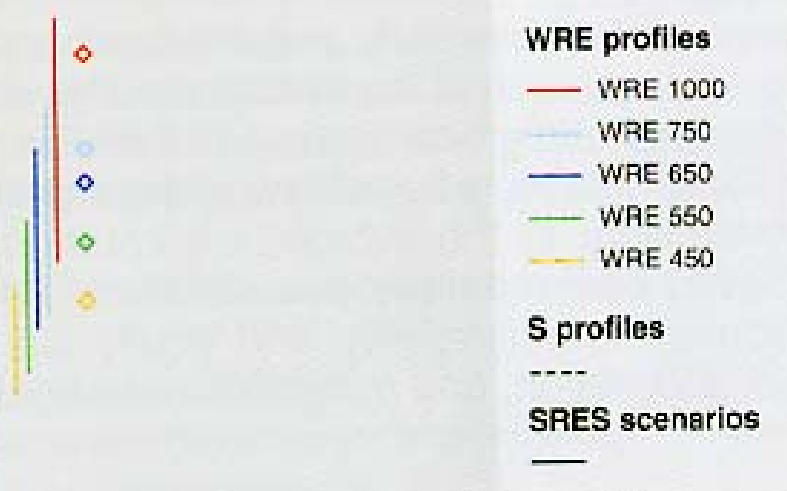 WRE profiles
WRE 1000
WRE 750
WRE 650
WRE 550
WRE 450
S profiles
SRES scenarios